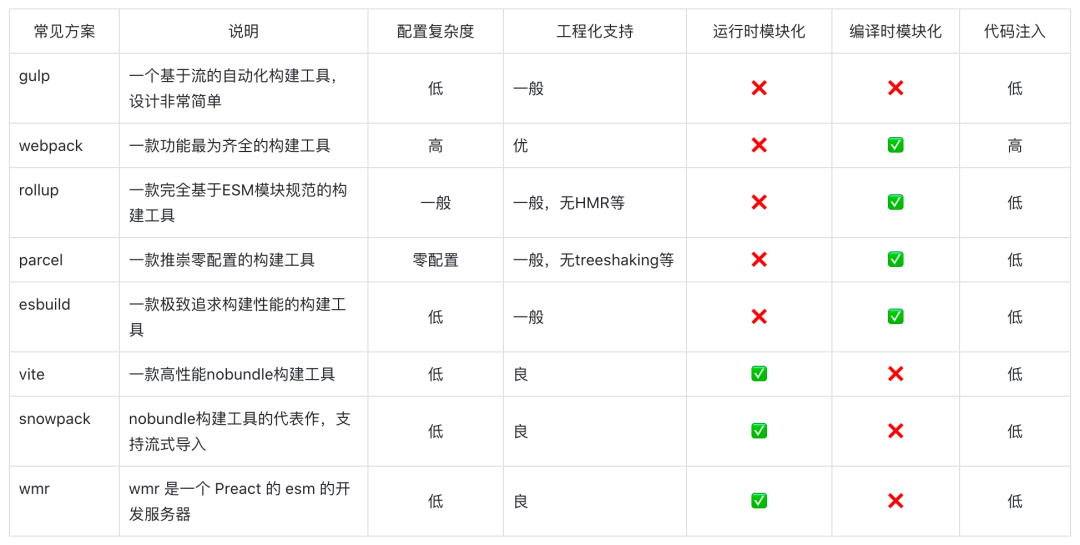 常见方案 说明 配置复杂度 工程化支持 运行时模块化 编译时模块化 代码注入
gulp 一个基于流的自动化构建工具，
设计非常简单 低 一般 ❌ ❌ 低
webpack 一款功能最为齐全的构建工具 高 优 ❌ ✅ 高
rollup 一款完全基于ESM模块规范的构
建工具 一般 一般，无HMR等 ❌ ✅ 低
parcel 一款推崇零配置的构建工具 零配置 一般，无treeshaking等 ❌ ✅ 低
esbuild 一款极致追求构建性能的构建工
具 低 一般 ❌ ✅ 低
vite 一款高性能nobundle构建工具 低 良 ✅ ❌ 低
snowpack nobundle构建工具的代表作，支
持流式导入 低 良 ✅ ❌ 低
wmr wmr 是一个 Preact 的 esm 的开
发服务器 低 良 ✅ ❌ 低